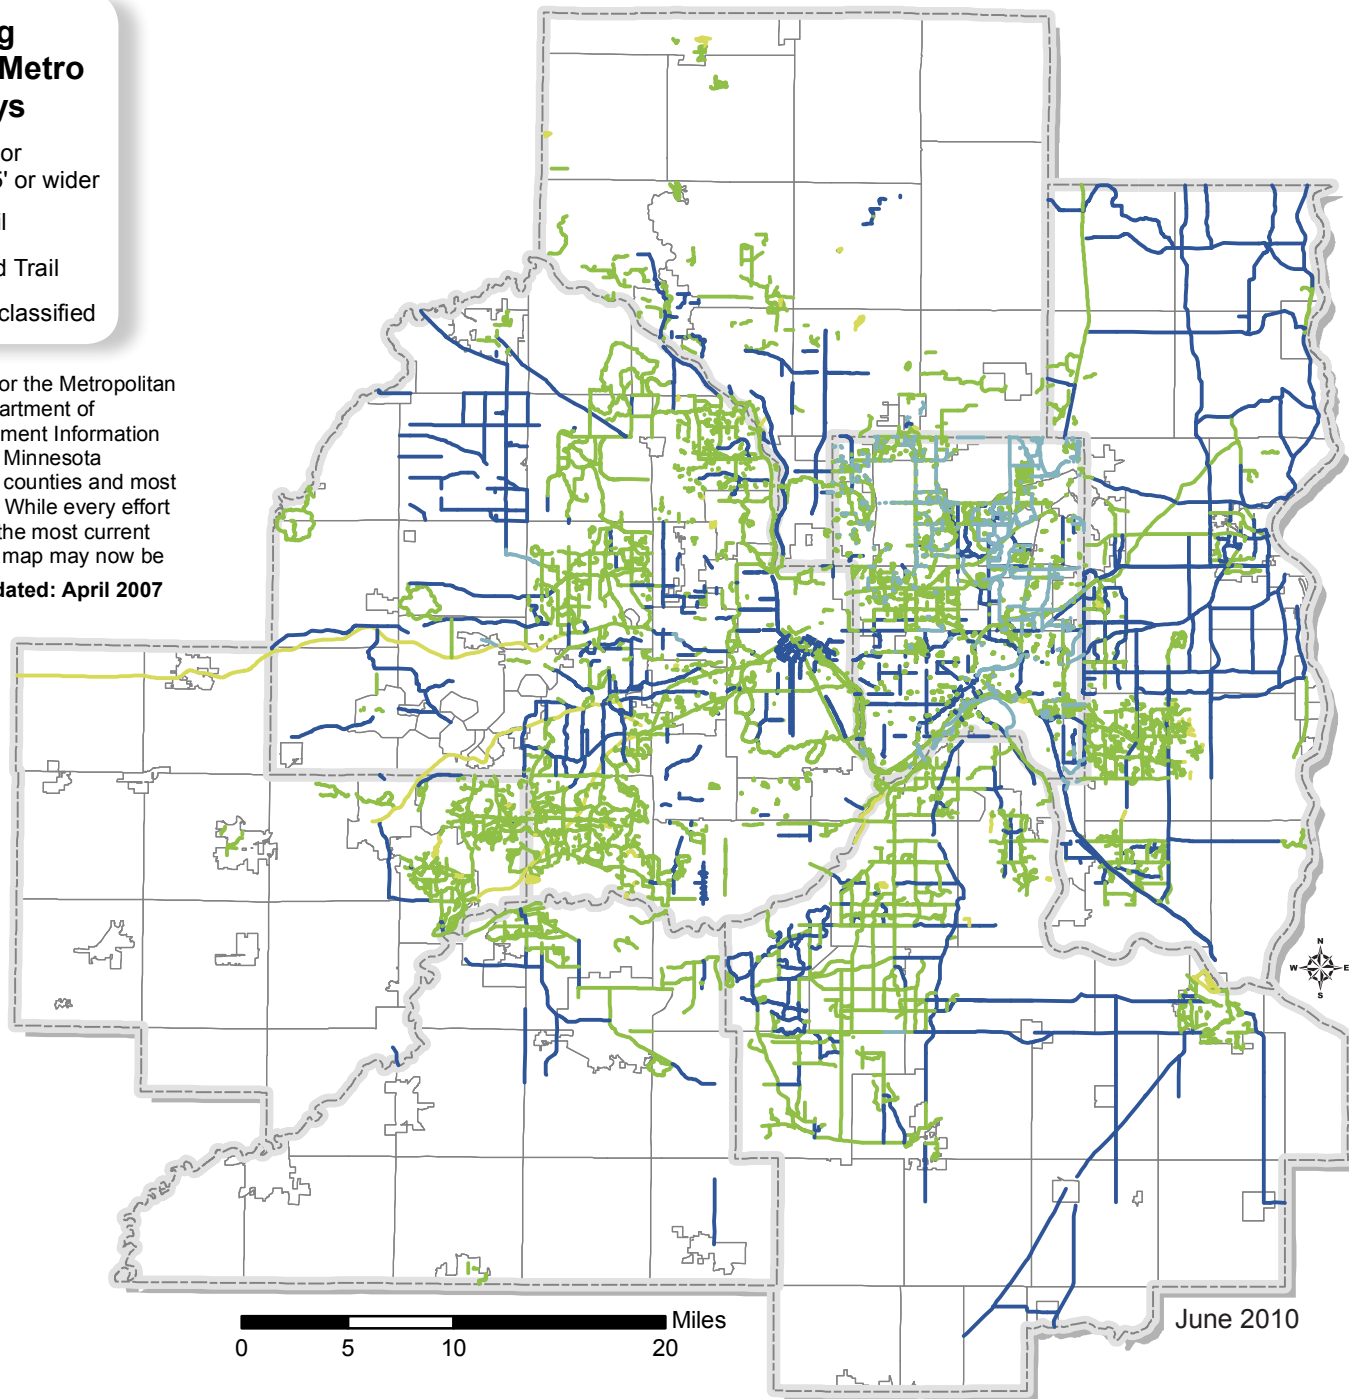 g
Metro
ys
or
5' or wider
il
d Trail
classified
or the Metropolitan
artment of
ment Information
Minnesota
counties and most
While every effort
the most current
map may now be
dated: April 2007
N
W E
S
Miles
0 5 10 20
June 2010